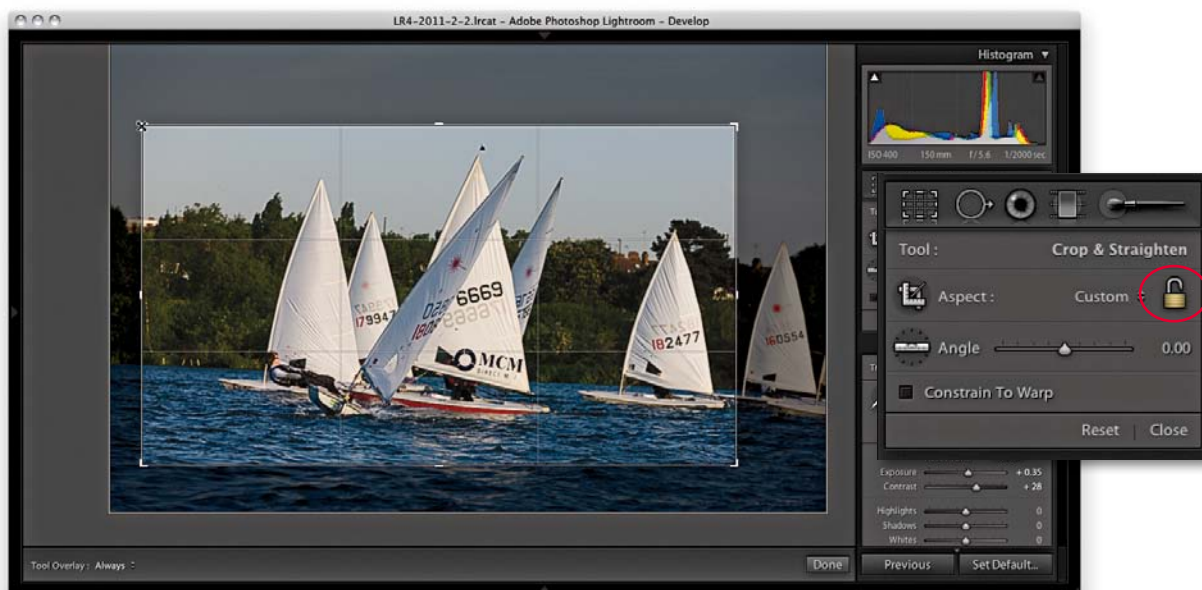 LR4-2011-2-2.lrcat - Adobe Photoshop Lightroom - Develop
Histogram
ISO 400 150 mm f / 5.6 1/2000 sec
Tool : Crop & Straighten
Aspect : Custom
Angle 0.00
Constrain To Warp
Reset | Close
6669
179947
182477
160554
MCM
Exposure + 0.35
Contrast + 28
Highlights 0
Shadows 0
Whites 0
Tool Overlay : Always
Done
Previous
Set Default...